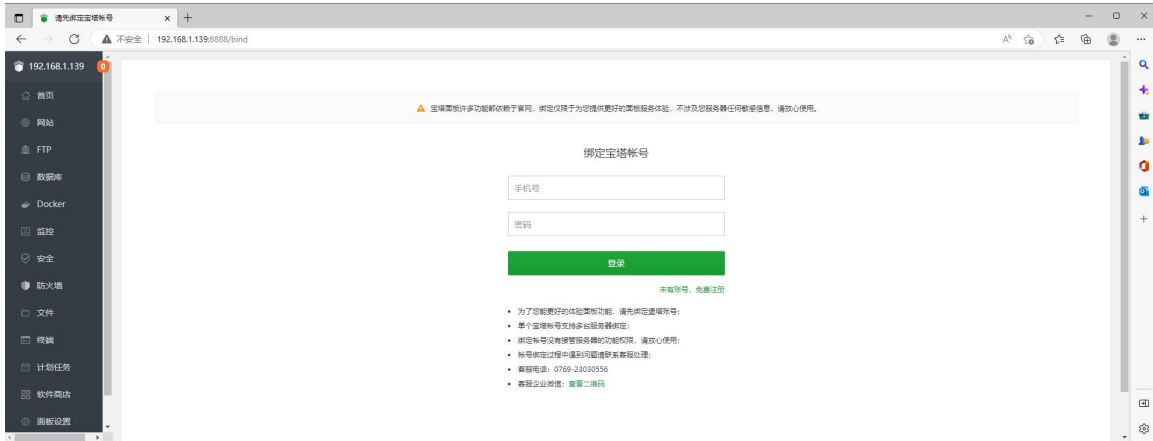 请先绑定宝塔帐号
不安全 | 192.168.1.139:8888/bind
192.168.1.139
0
首页
网站
FTP
数据库
Docker
监控
安全
防火墙
文件
终端
计划任务
软件商店
面板设置
宝塔面板许多功能都依赖于官网，绑定仅限于为您提供更好的面板服务体验，不涉及您服务器任何敏感信息，请放心使用。
绑定宝塔帐号
手机号
密码
登录
未有账号，免费注册
为了您能更好的体验面板功能，请先绑定堡塔账号；
单个宝塔帐号支持多台服务器绑定；
绑定帐号没有接管服务器的功能权限，请放心使用；
帐号绑定过程中遇到问题请联系客服处理；
客服电话：0769-23030556
客服企业微信：查看二维码